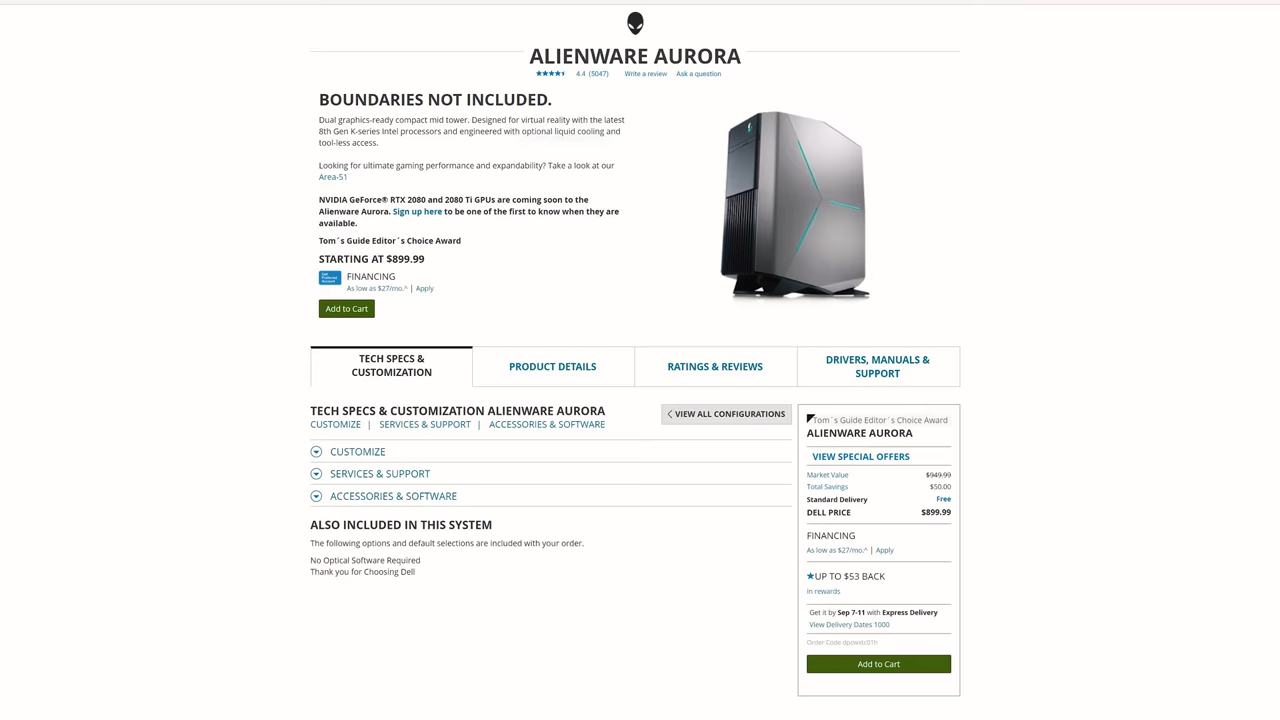 ALIENWARE AURORA
4.4 (5047) Write a review Ask a question
BOUNDARIES NOT INCLUDED.
Dual graphics-ready compact mid tower. Designed for virtual reality with the latest
8th Gen K-series Intel processors and engineered with optional liquid cooling and
tool-less access.
Looking for ultimate gaming performance and expandability? Take a look at our
Area-51
NVIDIA GeForce® RTX 2080 and 2080 Ti GPUs are coming soon to the
Alienware Aurora. Sign up here to be one of the first to know when they are
available.
Tom´s Guide Editor´s Choice Award
STARTING AT $899.99
FINANCING
As low as $27/mo.^ | Apply
Add to Cart
TECH SPECS &
CUSTOMIZATION
PRODUCT DETAILS
RATINGS & REVIEWS
DRIVERS, MANUALS &
SUPPORT
TECH SPECS & CUSTOMIZATION ALIENWARE AURORA
VIEW ALL CONFIGURATIONS
CUSTOMIZE | SERVICES & SUPPORT | ACCESSORIES & SOFTWARE
CUSTOMIZE
SERVICES & SUPPORT
ACCESSORIES & SOFTWARE
ALSO INCLUDED IN THIS SYSTEM
The following options and default selections are included with your order.
No Optical Software Required
Thank you for Choosing Dell
Tom´s Guide Editor´s Choice Award
ALIENWARE AURORA
VIEW SPECIAL OFFERS
Market Value $949.99
Total Savings $50.00
Standard Delivery Free
DELL PRICE $899.99
FINANCING
As low as $27/mo.^ | Apply
UP TO $53 BACK
in rewards
Get it by Sep 7-11 with Express Delivery
View Delivery Dates 1000
Order Code
Add to Cart